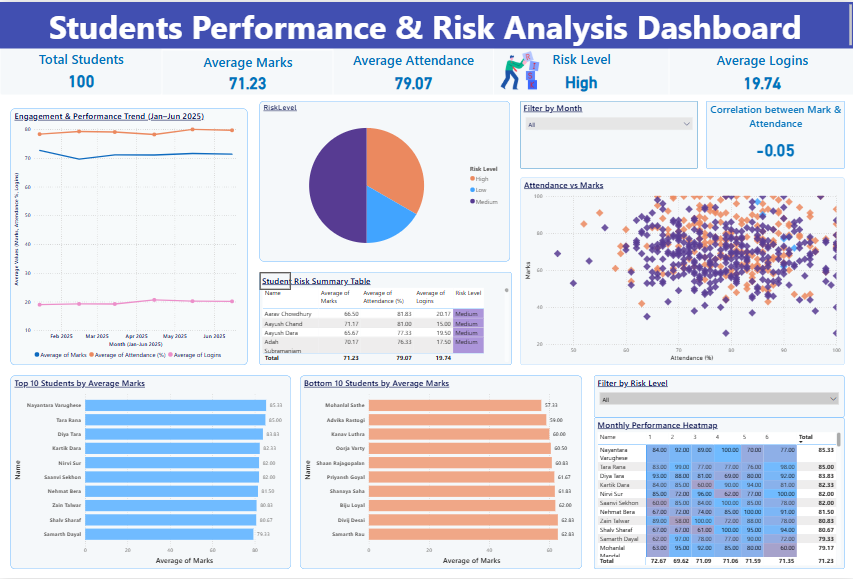 Students Performance & Risk Analysis Dashboard
Total Students
100
Average Marks
71.23
Average Attendance
79.07
Risk Level
High
Average Logins
19.74
Engagement & Performance Trend (Jan–Jun 2025)
Average Values (Marks, Attendance %, Logins)
80
70
60
50
40
30
20
10
Feb 2025 Mar 2025 Apr 2025 May 2025 Jun 2025
Month (Jan-Jun 2025)
Average of Marks Average of Attendance (%) Average of Logins
RiskLevel
Risk Level
High
Low
Medium
Student Risk Summary Table
Name Average of Marks Average of Attendance (%) Average of Logins Risk Level
Aarav Chowdhury 66.50 81.83 20.17 Medium
Aayush Chand 71.17 81.00 15.00 Medium
Aayush Dara 65.67 77.33 19.50 Medium
Adah Subramaniam 70.17 76.33 17.50 Medium
Total 71.23 79.07 19.74
Filter by Month
All
Correlation between Mark & Attendance
-0.05
Attendance vs Marks
Marks
100
80
60
40
20
50 60 70 80 90 100
Attendance (%)
Top 10 Students by Average Marks
Name
Nayantara Varughese 85.33
Tara Rana 85.00
Diya Tara 83.83
Kartik Dara 82.33
Nirvi Sur 82.00
Saanvi Sekhon 82.00
Nehmat Bera 81.50
Zain Talwar 80.83
Shalv Sharaf 80.67
Samarth Dayal 79.33
0 20 40 60 80
Average of Marks
Bottom 10 Students by Average Marks
Name
Mohanlal Sathe 57.33
Advika Rastogi 59.00
Kanav Luthra 60.00
Gorja Varty 60.50
Shaan Rajagopalan 60.83
Priyansh Goyal 61.67
Shanaya Saha 61.83
Biju Loyal 62.00
Divij Desai 62.83
Samarth Rau 62.83
0 20 40 60
Average of Marks
Filter by Risk Level
All
Monthly Performance Heatmap
Name 1 2 3 4 5 6 Total
Nayantara Varughese 84.00 92.00 89.00 100.00 70.00 77.00 85.33
Tara Rana 83.00 99.00 77.00 77.00 76.00 98.00 85.00
Diya Tara 93.00 88.00 81.00 69.00 80.00 92.00 83.83
Kartik Dara 84.00 85.00 60.00 90.00 94.00 81.00 82.33
Nirvi Sur 85.00 72.00 96.00 62.00 77.00 100.00 82.00
Saanvi Sekhon 60.00 85.00 84.00 100.00 85.00 78.00 82.00
Nehmat Bera 67.00 72.00 74.00 85.00 100.00 91.00 81.50
Zain Talwar 89.00 58.00 100.00 72.00 88.00 78.00 80.83
Shalv Sharaf 67.00 67.00 61.00 100.00 95.00 94.00 80.67
Samarth Dayal 62.00 97.00 78.00 77.00 90.00 72.00 79.33
Mohanlal Mandal 63.00 95.00 92.00 85.00 80.00 60.00 79.17
Total 72.67 69.62 71.09 71.06 71.59 71.35 71.23